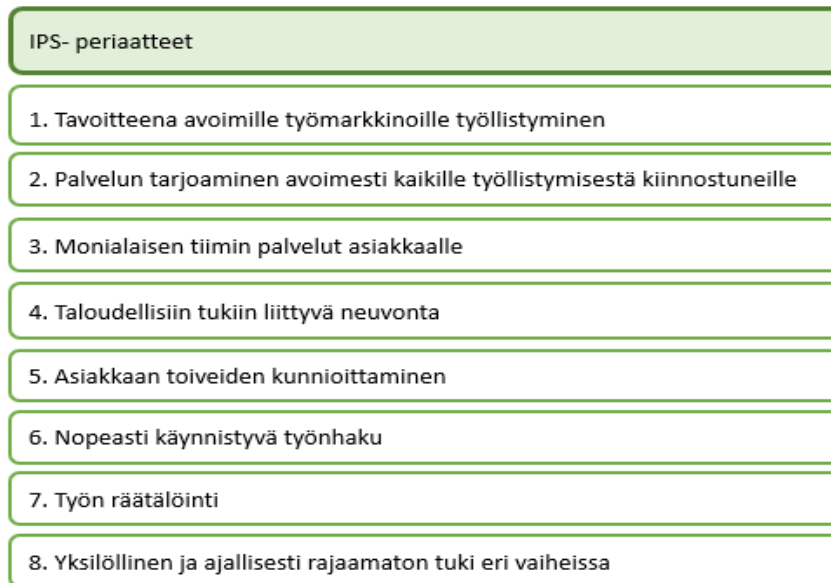 IPS- periaatteet
1. Tavoitteena avoimille työmarkkinoille työllistyminen
2. Palvelun tarjoaminen avoimesti kaikille työllistymisestä kiinnostuneille
3. Monialaisen tiimin palvelut asiakkaalle
4. Taloudellisiin tukiin liittyvä neuvonta
5. Asiakkaan toiveiden kunnioittaminen
6. Nopeasti käynnistyvä työnhaku
7. Työn räätälöinti
8. Yksilöllinen ja ajallisesti rajaamaton tuki eri vaiheissa